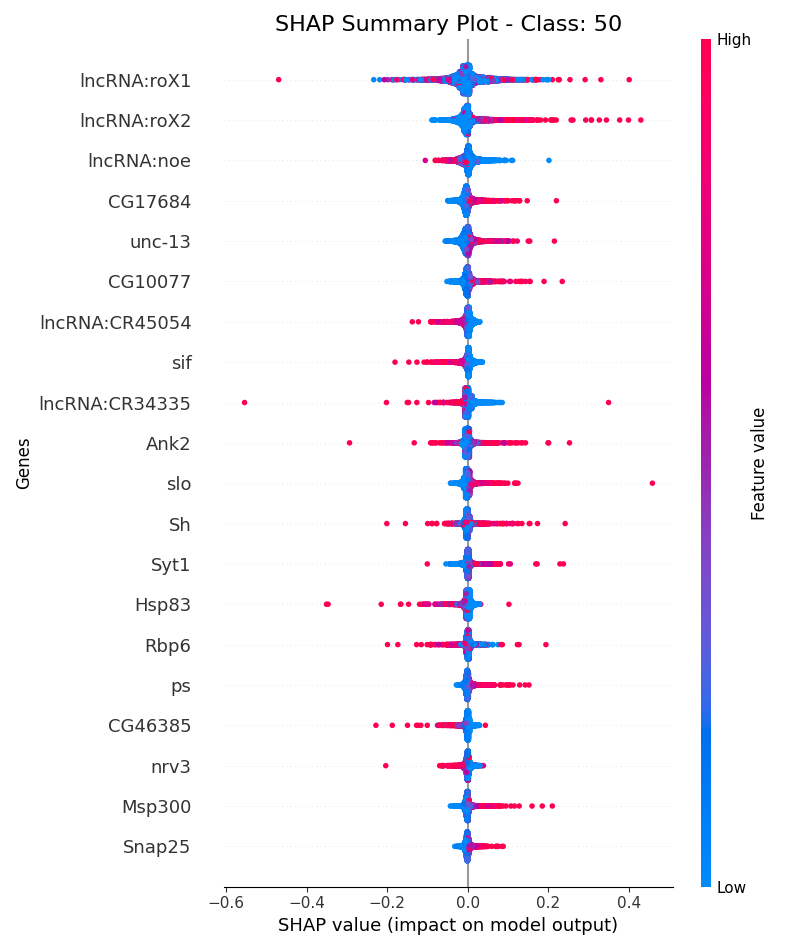 SHAP Summary Plot - Class: 50
High
lncRNA:roX1
lncRNA:roX2
lncRNA:noe
CG17684
unc-13
CG10077
lncRNA:CR45054
sif
lncRNA:CR34335
Ank2
slo
Sh
Syt1
Hsp83
Rbp6
ps
CG46385
nrv3
Msp300
Snap25
Genes
Feature value
Low
−0.6 −0.4 −0.2 0.0 0.2 0.4
SHAP value (impact on model output)